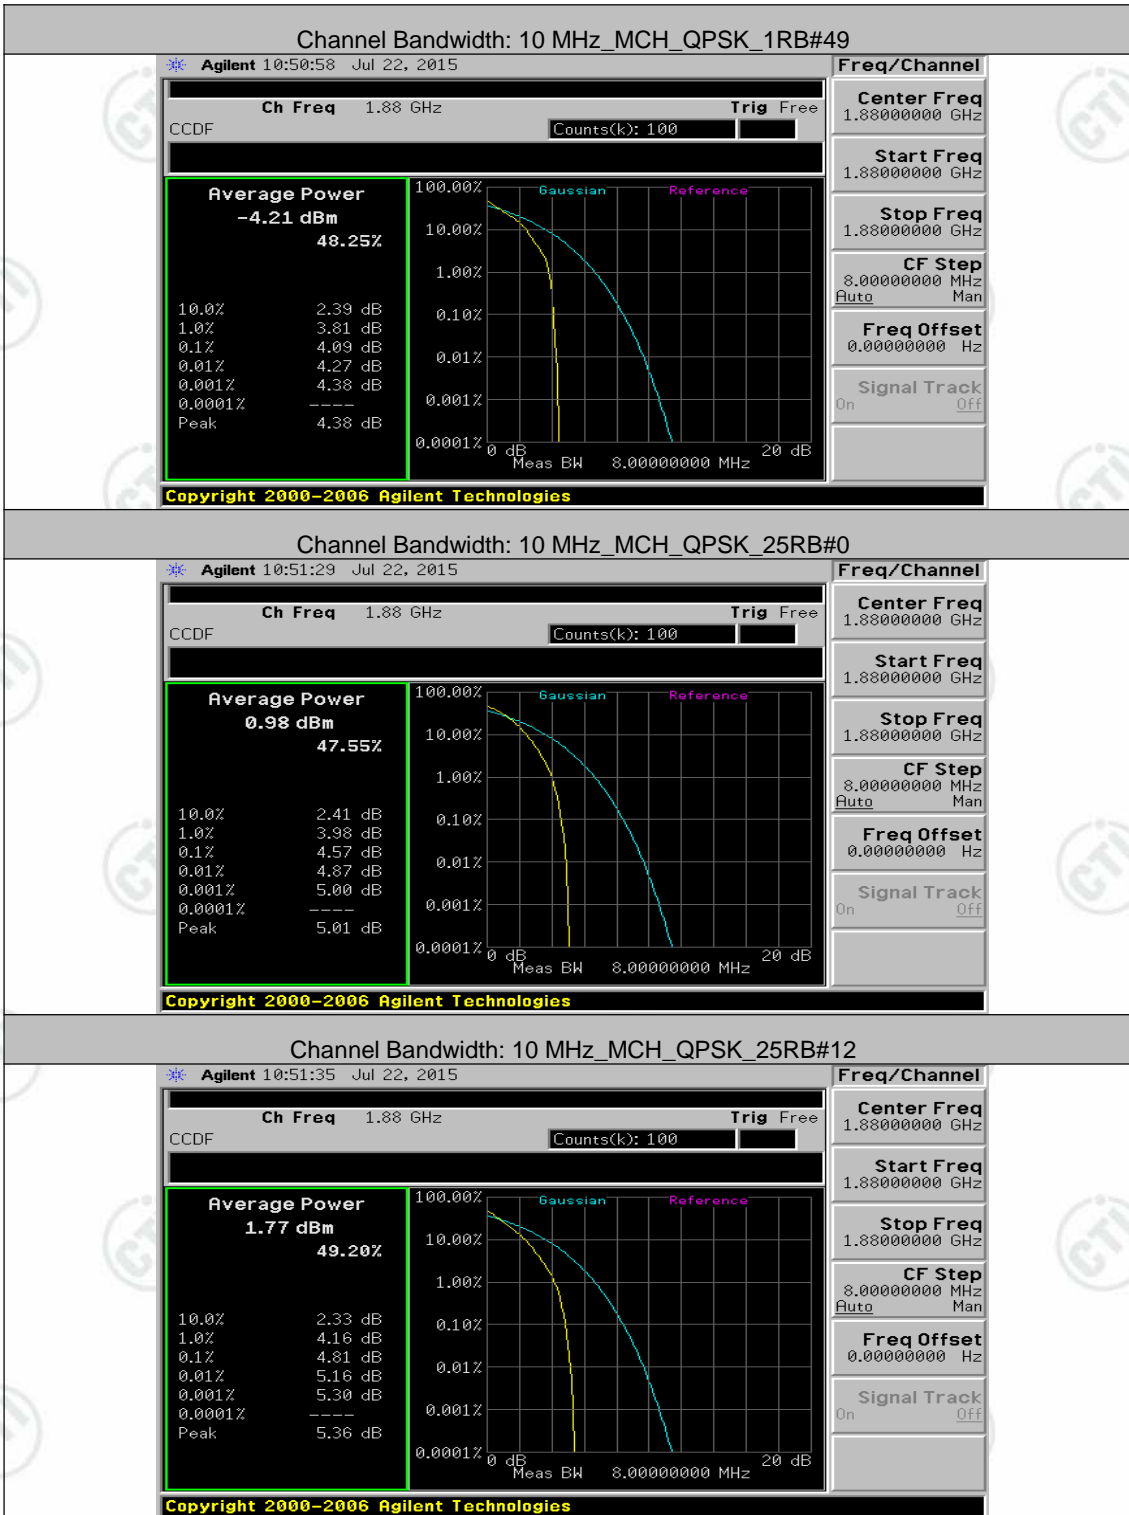 Channel Bandwidth: 10 MHz_MCH_QPSK_1RB#49
Agilent 10:50:58 Jul 22, 2015
Freq/Channel
Ch Freq 1.88 GHz
Trig Free
CCDF
Counts(k): 100
Average Power
-4.21 dBm
48.25%
10.0% 2.39 dB
1.0% 3.81 dB
0.1% 4.09 dB
0.01% 4.27 dB
0.001% 4.38 dB
0.0001% ----
Peak 4.38 dB
Gaussian Reference
100.00%
10.00%
1.00%
0.10%
0.01%
0.001%
0.0001%
0 dB 20 dB
Meas BW 8.00000000 MHz
Center Freq
1.88000000 GHz
Start Freq
1.88000000 GHz
Stop Freq
1.88000000 GHz
CF Step
8.00000000 MHz
Auto Man
Freq Offset
0.00000000 Hz
Signal Track
On Off
Copyright 2000-2006 Agilent Technologies
Channel Bandwidth: 10 MHz_MCH_QPSK_25RB#0
Agilent 10:51:29 Jul 22, 2015
Freq/Channel
Ch Freq 1.88 GHz
Trig Free
CCDF
Counts(k): 100
Average Power
0.98 dBm
47.55%
10.0% 2.41 dB
1.0% 3.98 dB
0.1% 4.57 dB
0.01% 4.87 dB
0.001% 5.00 dB
0.0001% ----
Peak 5.01 dB
Gaussian Reference
100.00%
10.00%
1.00%
0.10%
0.01%
0.001%
0.0001%
0 dB 20 dB
Meas BW 8.00000000 MHz
Center Freq
1.88000000 GHz
Start Freq
1.88000000 GHz
Stop Freq
1.88000000 GHz
CF Step
8.00000000 MHz
Auto Man
Freq Offset
0.00000000 Hz
Signal Track
On Off
Copyright 2000-2006 Agilent Technologies
Channel Bandwidth: 10 MHz_MCH_QPSK_25RB#12
Agilent 10:51:35 Jul 22, 2015
Freq/Channel
Ch Freq 1.88 GHz
Trig Free
CCDF
Counts(k): 100
Average Power
1.77 dBm
49.20%
10.0% 2.33 dB
1.0% 4.16 dB
0.1% 4.81 dB
0.01% 5.16 dB
0.001% 5.30 dB
0.0001% ----
Peak 5.36 dB
Gaussian Reference
100.00%
10.00%
1.00%
0.10%
0.01%
0.001%
0.0001%
0 dB 20 dB
Meas BW 8.00000000 MHz
Center Freq
1.88000000 GHz
Start Freq
1.88000000 GHz
Stop Freq
1.88000000 GHz
CF Step
8.00000000 MHz
Auto Man
Freq Offset
0.00000000 Hz
Signal Track
On Off
Copyright 2000-2006 Agilent Technologies
CTI
CTI
CTI
CTI
CTI
CTI
CTI
CTI